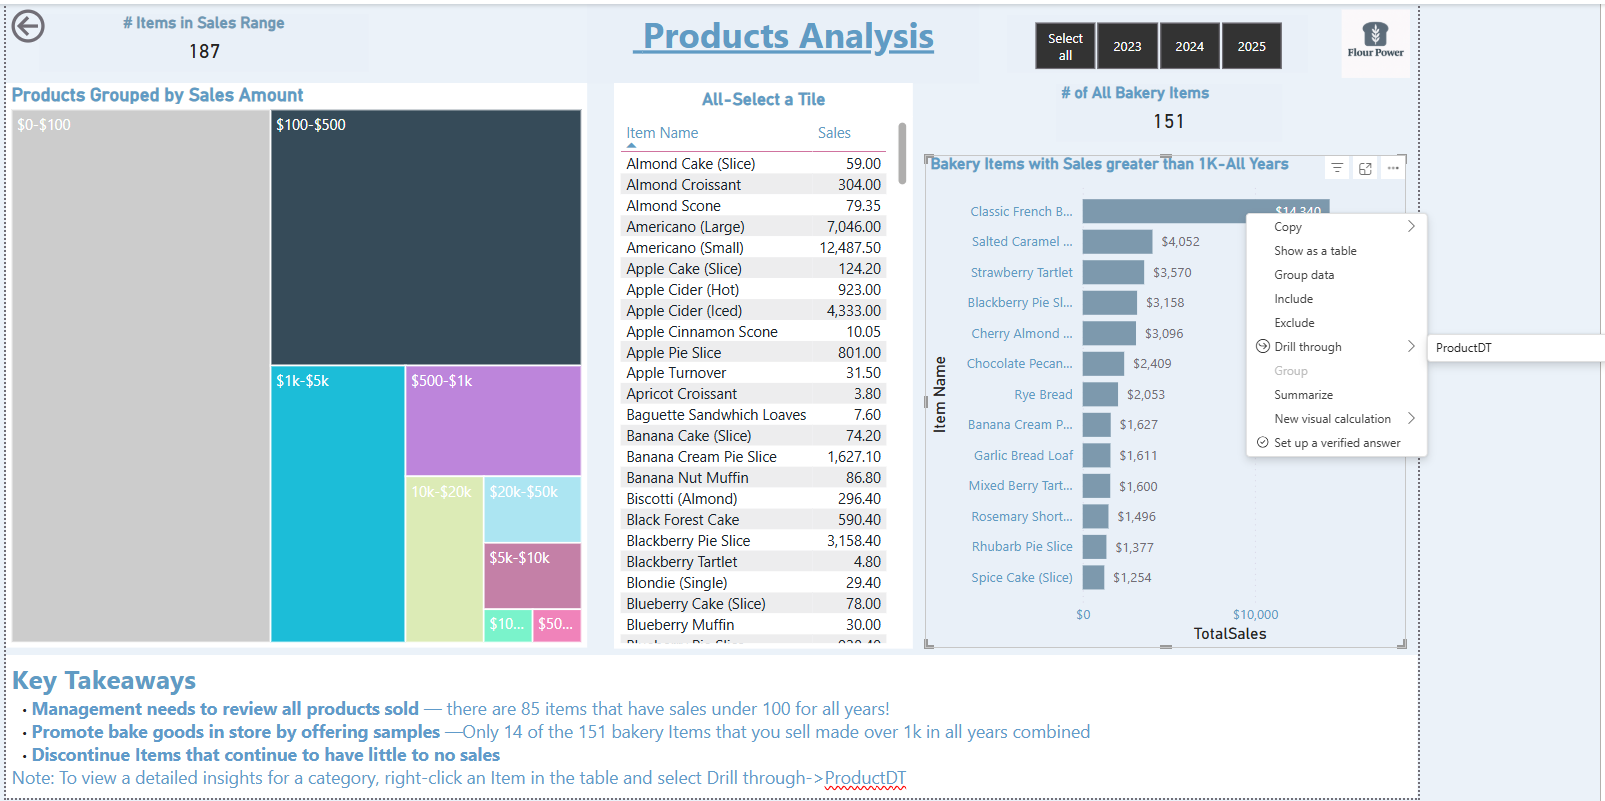 # Items in Sales Range
187
Products Analysis
Select all
2023
2024
2025
Flour Power
Products Grouped by Sales Amount
$0-$100
$100-$500
$1k-$5k
$500-$1k
10k-$20k
$20k-$50k
$5k-$10k
$10...
$50...
All-Select a Tile
Item Name Sales
Almond Cake (Slice) 59.00
Almond Croissant 304.00
Almond Scone 79.35
Americano (Large) 7,046.00
Americano (Small) 12,487.50
Apple Cake (Slice) 124.20
Apple Cider (Hot) 923.00
Apple Cider (Iced) 4,333.00
Apple Cinnamon Scone 10.05
Apple Pie Slice 801.00
Apple Turnover 31.50
Apricot Croissant 3.80
Baguette Sandwhich Loaves 7.60
Banana Cake (Slice) 74.20
Banana Cream Pie Slice 1,627.10
Banana Nut Muffin 86.80
Biscotti (Almond) 296.40
Black Forest Cake 590.40
Blackberry Pie Slice 3,158.40
Blackberry Tartlet 4.80
Blondie (Single) 29.40
Blueberry Cake (Slice) 78.00
Blueberry Muffin 30.00
# of All Bakery Items
151
Bakery Items with Sales greater than 1K-All Years
Classic French B... $14,340
Salted Caramel ... $4,052
Strawberry Tartlet $3,570
Blackberry Pie Sl... $3,158
Cherry Almond ... $3,096
Chocolate Pecan... $2,409
Rye Bread $2,053
Banana Cream P... $1,627
Garlic Bread Loaf $1,611
Mixed Berry Tart... $1,600
Rosemary Short... $1,496
Rhubarb Pie Slice $1,377
Spice Cake (Slice) $1,254
Item Name
$0 $10,000
TotalSales
Copy
Show as a table
Group data
Include
Exclude
Drill through
Group
Summarize
New visual calculation
Set up a verified answer
ProductDT
Key Takeaways
• Management needs to review all products sold — there are 85 items that have sales under 100 for all years!
• Promote bake goods in store by offering samples —Only 14 of the 151 bakery Items that you sell made over 1k in all years combined
• Discontinue Items that continue to have little to no sales
Note: To view a detailed insights for a category, right-click an Item in the table and select Drill through->ProductDT